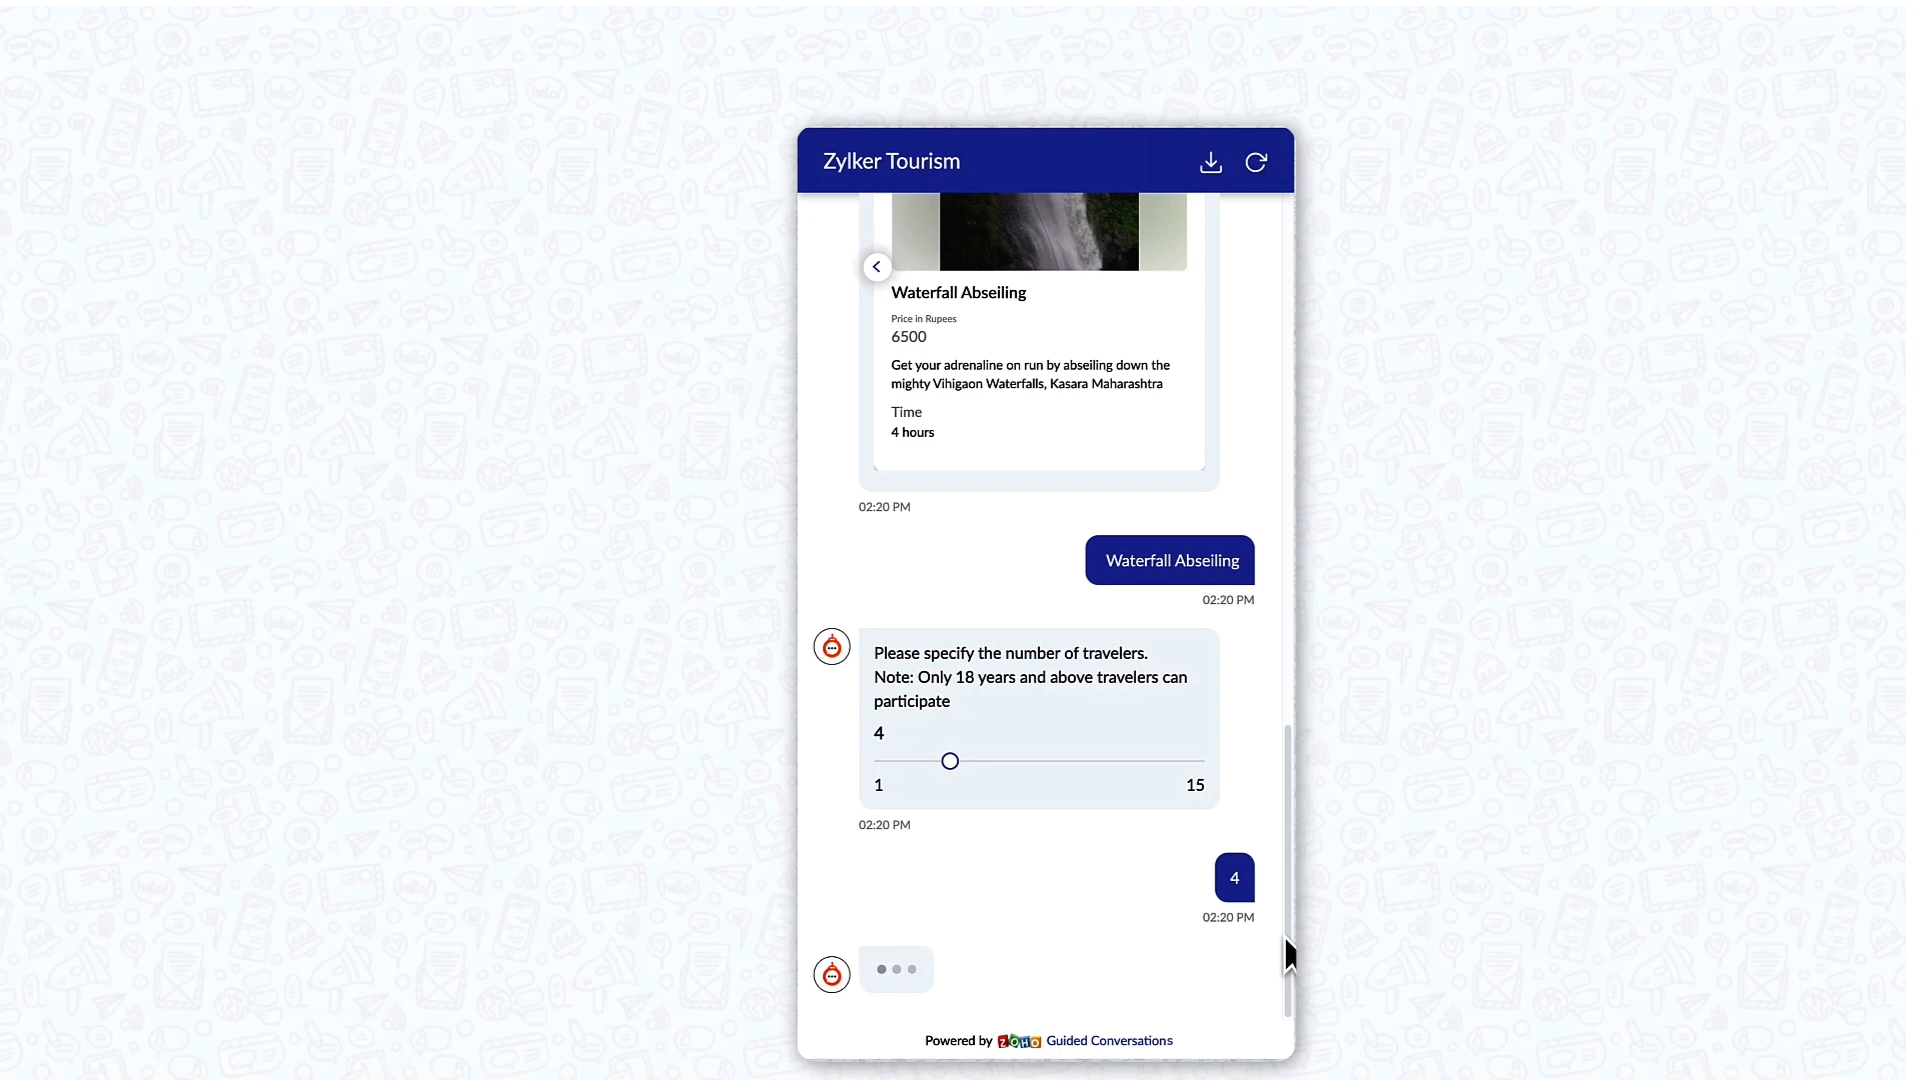 Zylker Tourism
Waterfall Abseiling
Price in Rupees
6500
Get your adrenaline on run by abseiling down the
mighty Vihigaon Waterfalls, Kasara Maharashtra
Time
4 hours
02:20 PM
Waterfall Abseiling
02:20 PM
Please specify the number of travelers.
Note: Only 18 years and above travelers can
participate
4
1 15
02:20 PM
4
02:20 PM
Powered by ZOHO Guided Conversations